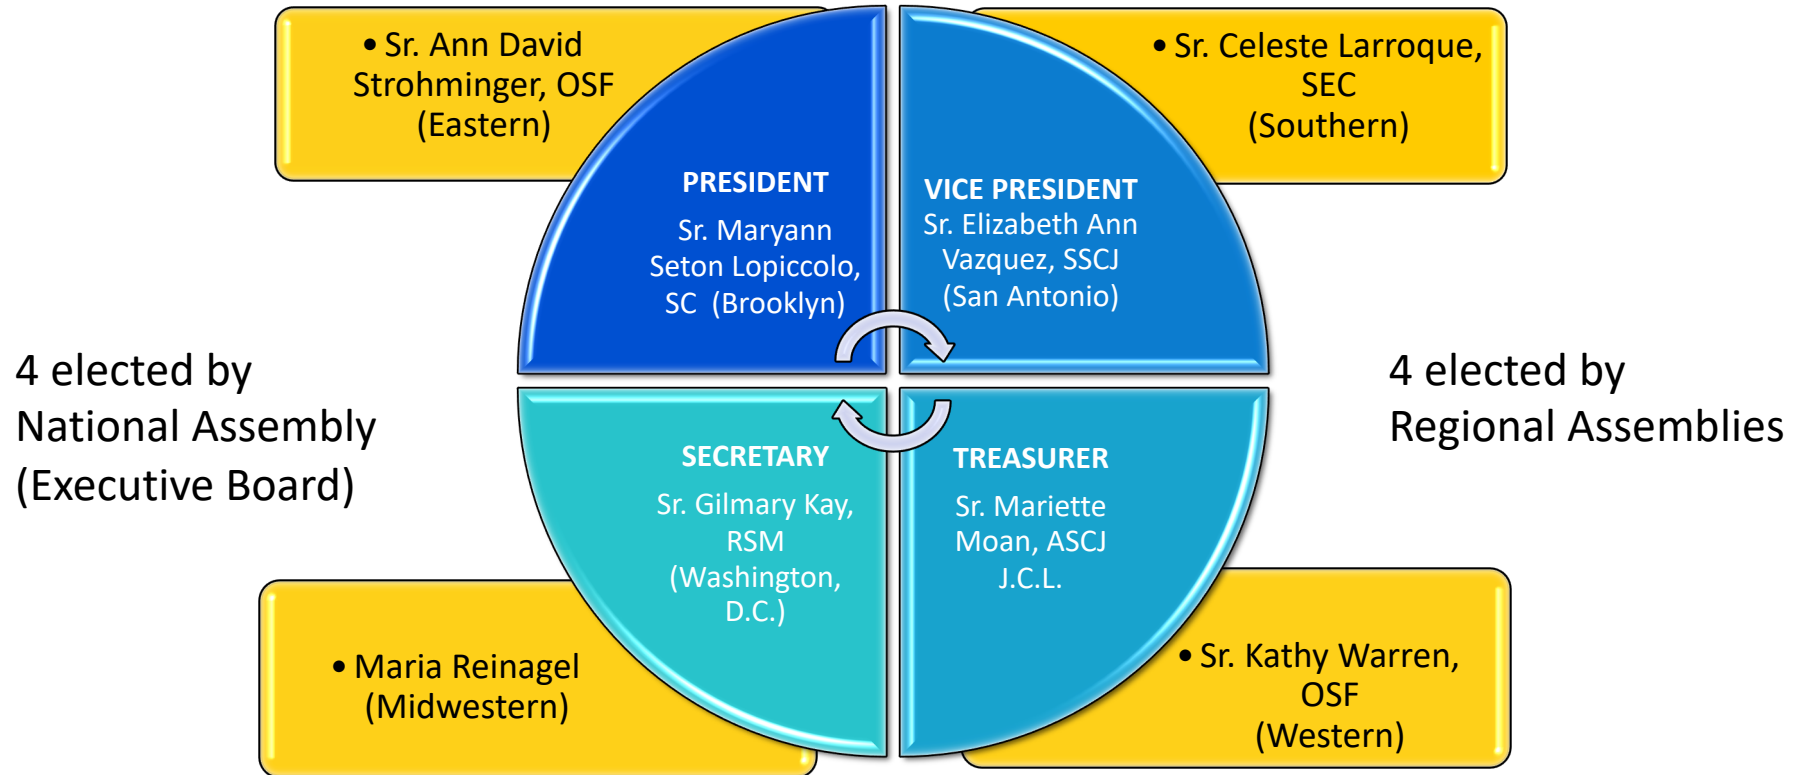 • Sr. Ann David
Strohminger, OSF
(Eastern)
• Sr. Celeste Larroque,
SEC
(Southern)
PRESIDENT
Sr. Maryann
Seton Lopiccolo,
SC (Brooklyn)
VICE PRESIDENT
Sr. Elizabeth Ann
Vazquez, SSCJ
(San Antonio)
4 elected by
National Assembly
(Executive Board)
4 elected by
Regional Assemblies
SECRETARY
Sr. Gilmary Kay,
RSM
(Washington,
D.C.)
TREASURER
Sr. Mariette
Moan, ASCJ
J.C.L.
• Maria Reinagel
(Midwestern)
• Sr. Kathy Warren,
OSF
(Western)